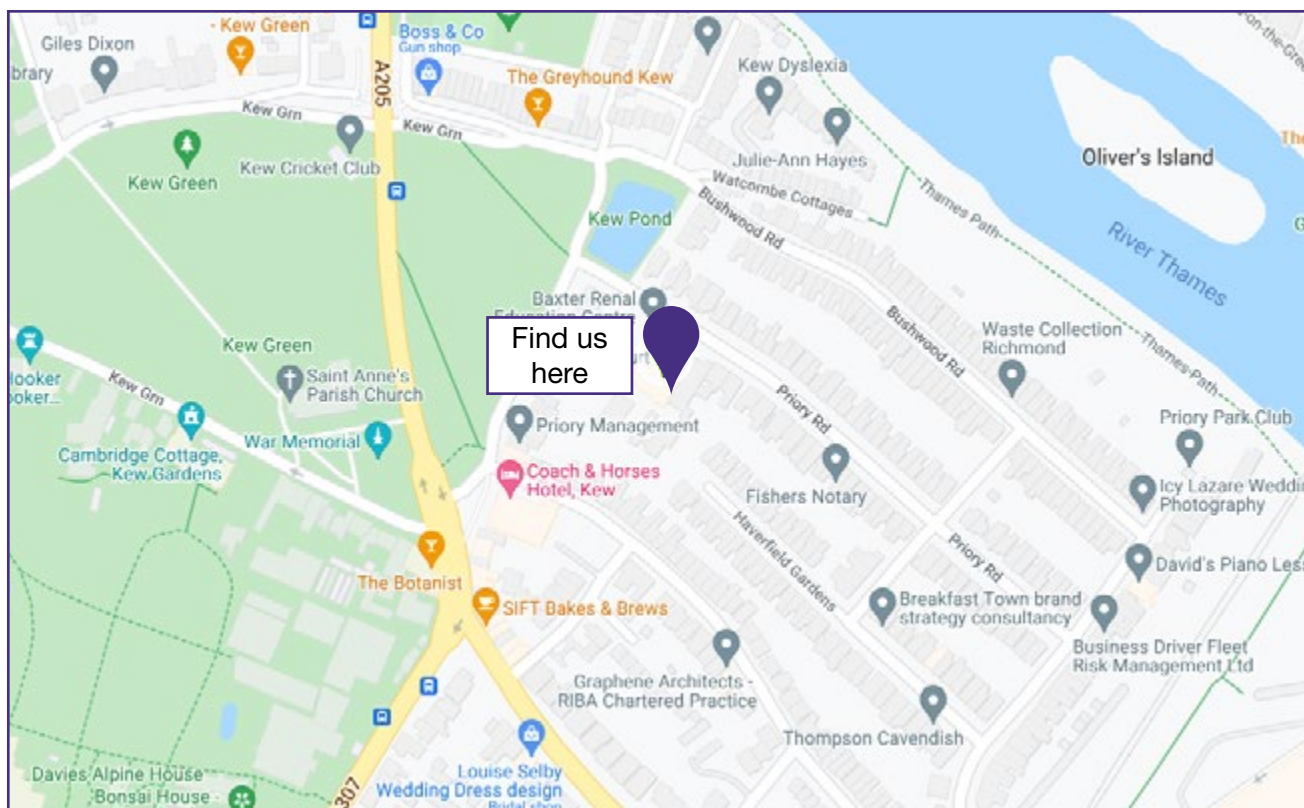 - Kew Green
Giles Dixon
ibrary
A205
Boss & Co
Gun shop
The Greyhound Kew
Kew Dyslexia
Kew Grn
Kew Grn
Kew Cricket Club
Kew Green
Julie-Ann Hayes
Oliver's Island
Watcombe Cottages
Thames Path
Kew Pond
Bushwood Rd
River Thames
Baxter Renal
Find us
here
Bushwood Rd
Waste Collection
Richmond
Thames Path
Kew Green
Saint Anne's
Parish Church
Kew Grn
War Memorial
Cambridge Cottage,
Kew Gardens
Priory Management
Priory Rd
Priory Park Club
Coach & Horses
Hotel, Kew
Fishers Notary
Icy Lazare Weddin
Photography
Haverfield Gardens
Priory Rd
The Botanist
David's Piano Less
SIFT Bakes & Brews
Breakfast Town brand
strategy consultancy
Business Driver Fleet
Risk Management Ltd
Graphene Architects -
RIBA Chartered Practice
Thompson Cavendish
Louise Selby
Wedding Dress design
Bridal shop
Davies Alpine House
Bonsai House
307